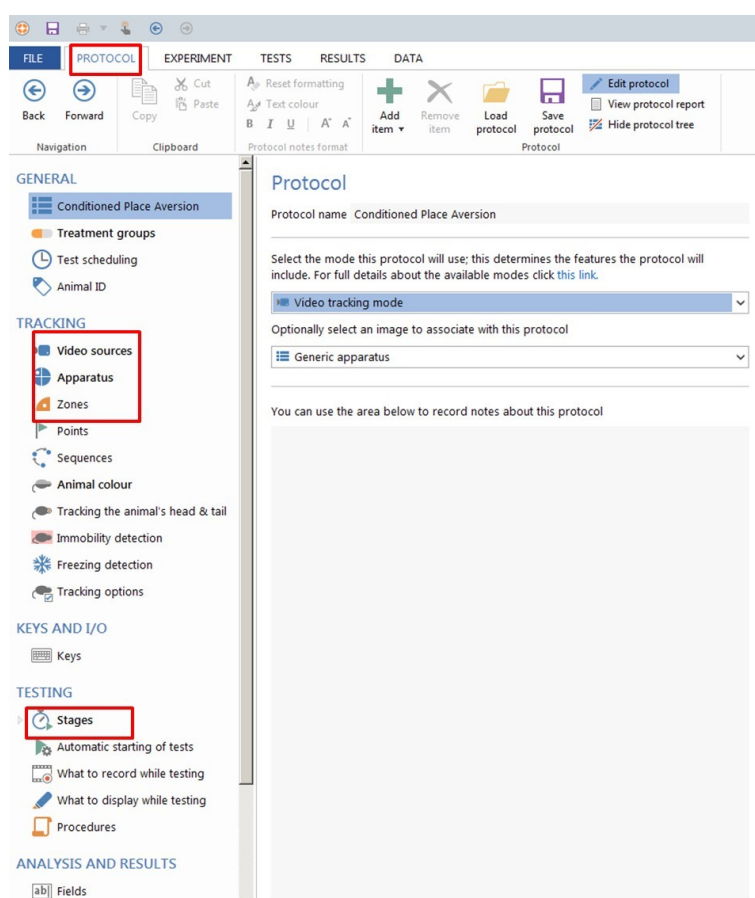 FILE PROTOCOL EXPERIMENT TESTS RESULTS DATA
Back Forward Copy Cut Paste
Reset formatting
Text colour
B I U A A
Add item Remove item Load protocol Save protocol
Edit protocol
View protocol report
Hide protocol tree
Navigation Clipboard Protocol notes format Protocol
GENERAL
Conditioned Place Aversion
Treatment groups
Test scheduling
Animal ID
TRACKING
Video sources
Apparatus
Zones
Points
Sequences
Animal colour
Tracking the animal's head & tail
Immobility detection
Freezing detection
Tracking options
KEYS AND I/O
Keys
TESTING
Stages
Automatic starting of tests
What to record while testing
What to display while testing
Procedures
ANALYSIS AND RESULTS
ab Fields
Protocol
Protocol name Conditioned Place Aversion
Select the mode this protocol will use; this determines the features the protocol will
include. For full details about the available modes click this link.
Video tracking mode
Optionally select an image to associate with this protocol
Generic apparatus
You can use the area below to record notes about this protocol